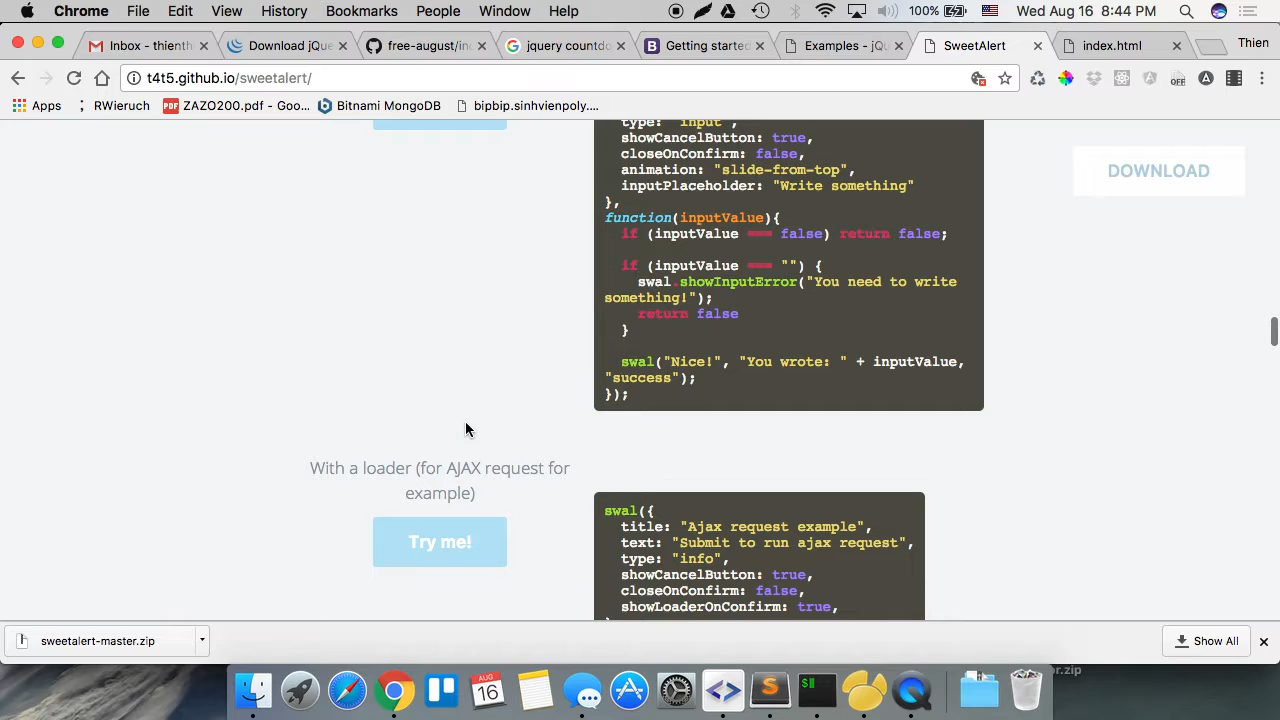 Chrome File Edit View History Bookmarks People Window Help 100% Wed Aug 16 8:44 PM
Inbox - thienth Download jQue free-august/inc jquery countdo Getting started Examples - jQu SweetAlert index.html Thien
t4t5.github.io/sweetalert/
Apps RWieruch ZAZO200.pdf - Goo... Bitnami MongoDB bipbip.sinhvienpoly....
type: "input",
showCancelButton: true,
closeOnConfirm: false,
animation: "slide-from-top",
inputPlaceholder: "Write something"
},
function(inputValue){
if (inputValue === false) return false;
if (inputValue === "") {
swal.showInputError("You need to write
something!");
return false
}
swal("Nice!", "You wrote: " + inputValue,
"success");
});
DOWNLOAD
With a loader (for AJAX request for
example)
Try me!
swal({
title: "Ajax request example",
text: "Submit to run ajax request",
type: "info",
showCancelButton: true,
closeOnConfirm: false,
showLoaderOnConfirm: true,
sweetalert-master.zip
Show All
AUG
16